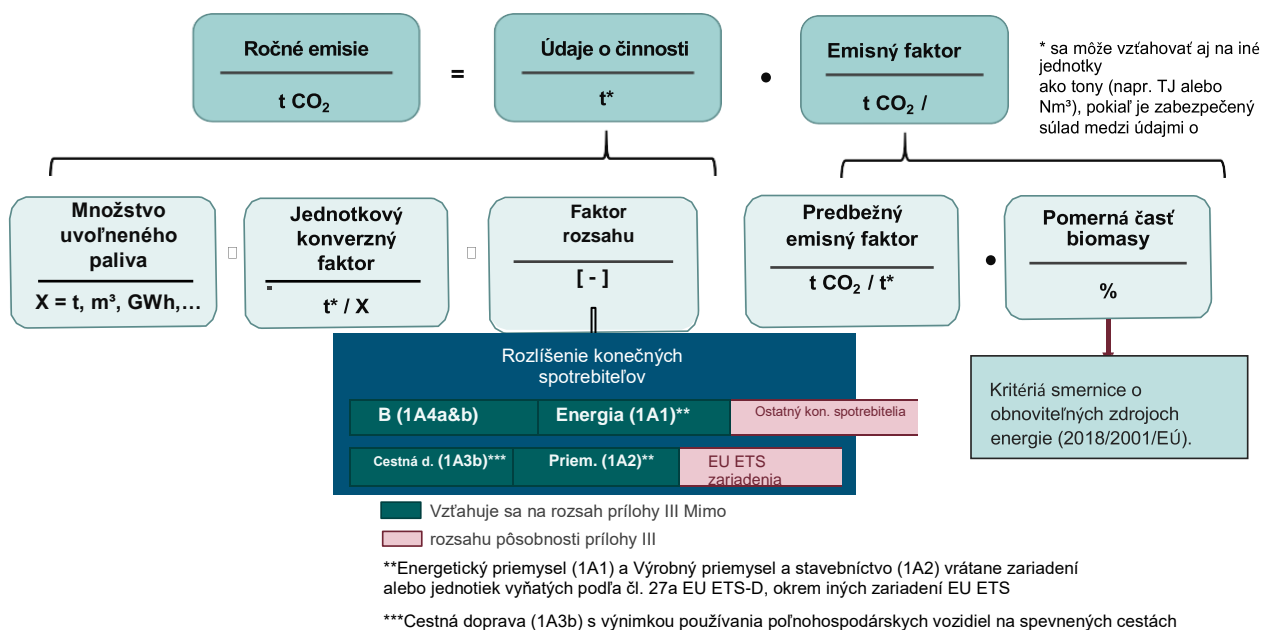 Ročné emisie
t CO₂
=
Údaje o činnosti
t*
•
Emisný faktor
t CO₂ /
* sa môže vzťahovať aj na iné
jednotky
ako tony (napr. TJ alebo
Nm³), pokiaľ je zabezpečený
súlad medzi údajmi o
Množstvo
uvoľneného
paliva
X = t, m³, GWh,…
Jednotkový
konverzný
faktor
t* / X
Faktor
rozsahu
[ - ]
Predbežný
emisný faktor
t CO₂ / t*
•
Pomerná časť
biomasy
%
Rozlíšenie konečných
spotrebiteľov
B (1A4a&b)
Energia (1A1)**
Ostatný kon. spotrebitelia
Cestná d. (1A3b)***
Priem. (1A2)**
EU ETS
zariadenia
Kritériá smernice o
obnoviteľných zdrojoch
energie (2018/2001/EÚ).
Vzťahuje sa na rozsah prílohy III Mimo
rozsahu pôsobnosti prílohy III
**Energetický priemysel (1A1) a Výrobný priemysel a stavebníctvo (1A2) vrátane zariadení
alebo jednotiek vyňatých podľa čl. 27a EU ETS-D, okrem iných zariadení EU ETS
***Cestná doprava (1A3b) s výnimkou používania poľnohospodárskych vozidiel na spevnených cestách